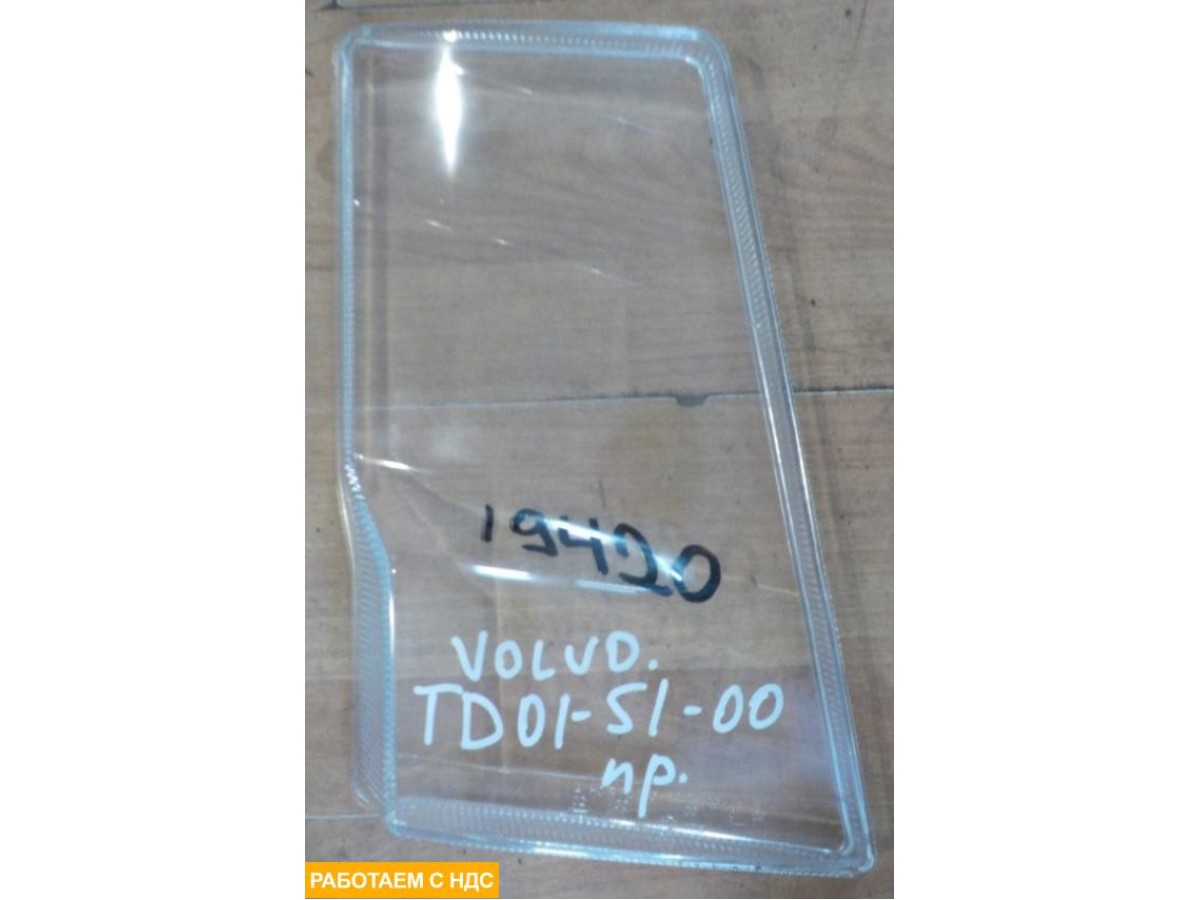 19420
VOLVO.
TD01-51-00
пр.
РАБОТАЕМ С НДС